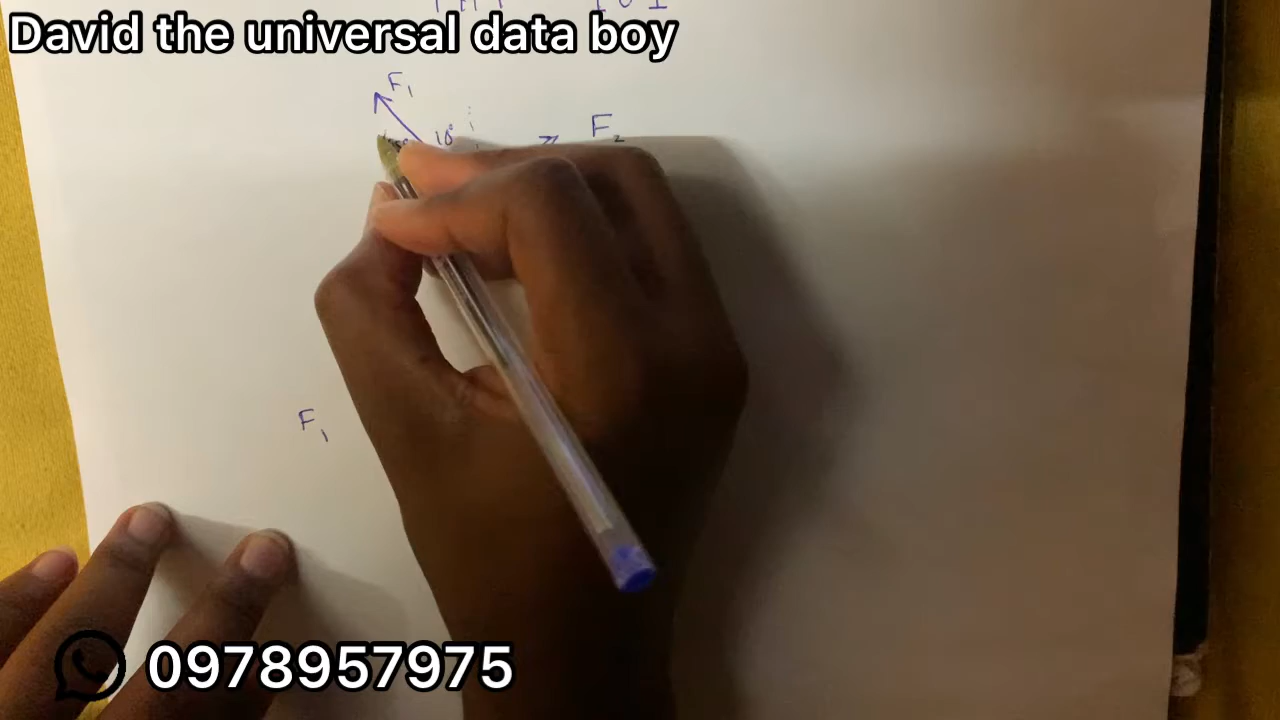 David the universal data boy
F₁
10°
F₂
F₁
0978957975